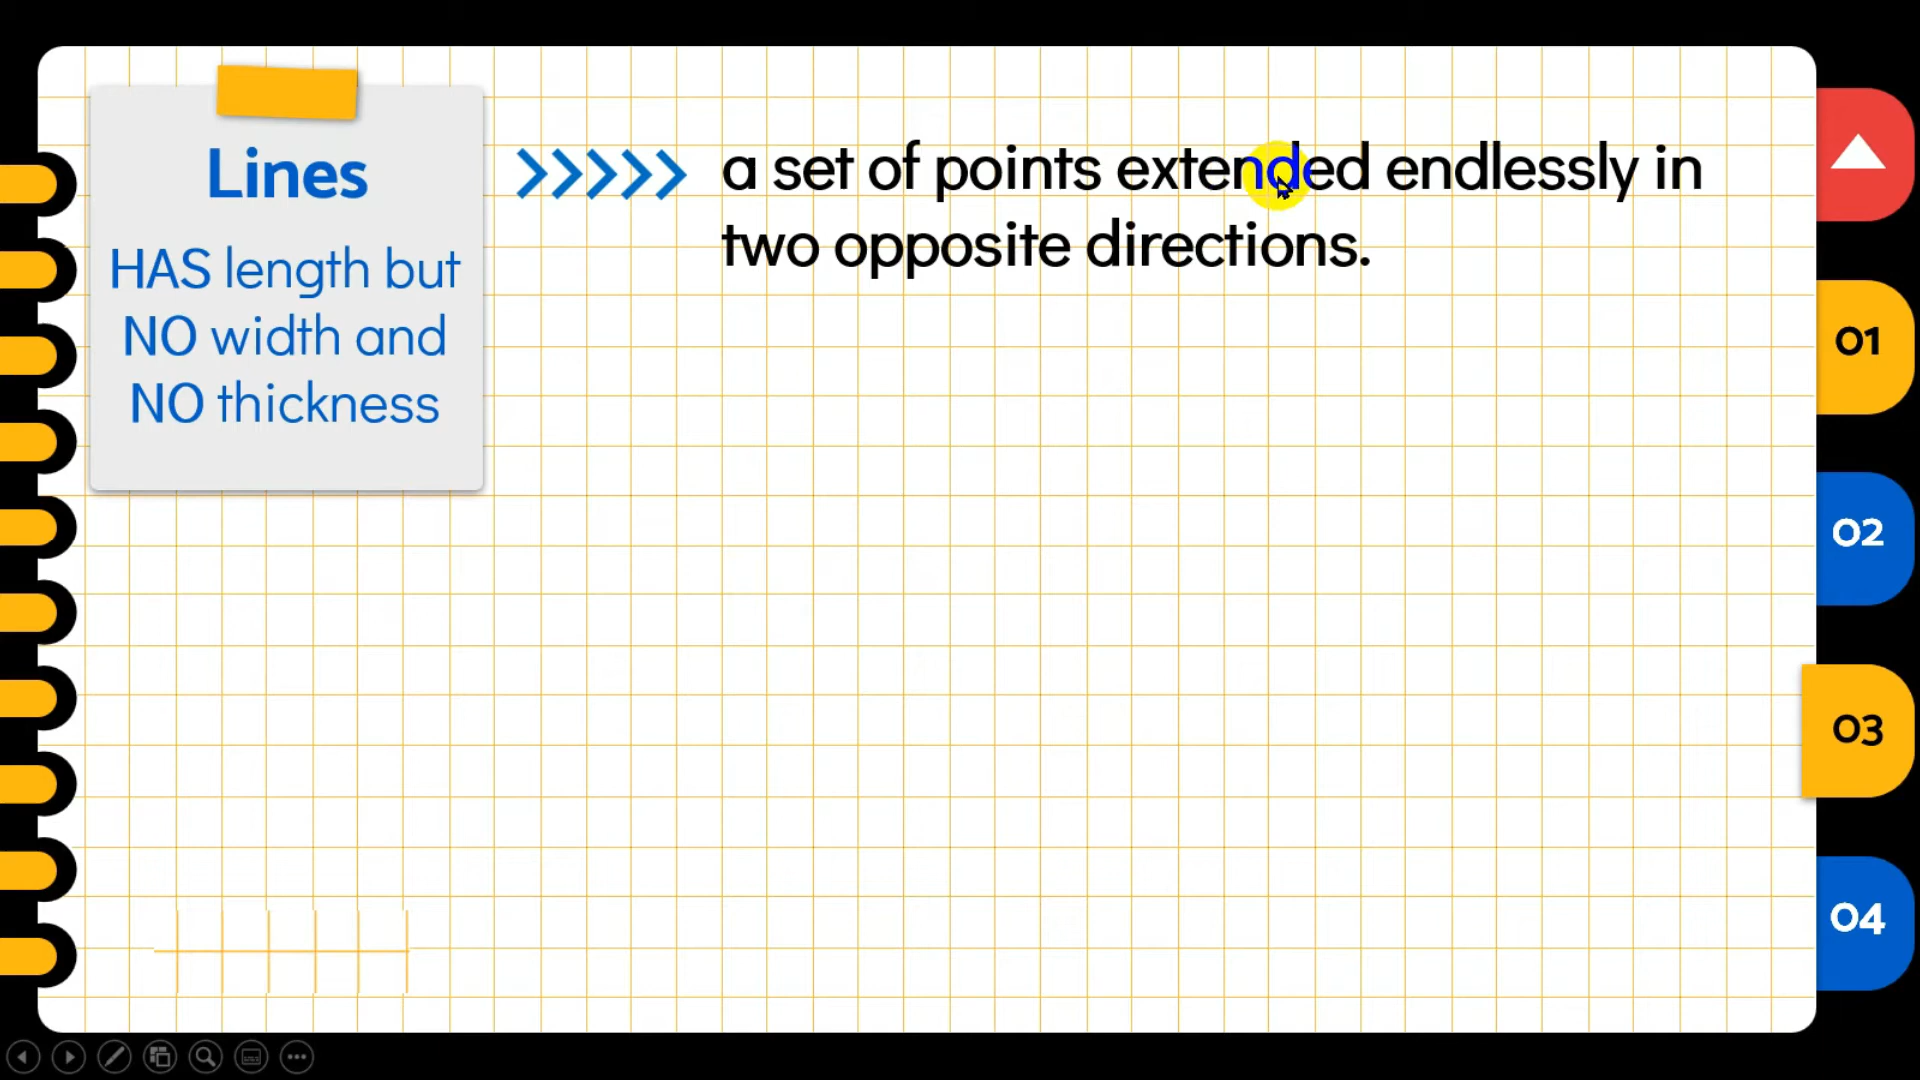 Lines
HAS length but
NO width and
NO thickness
a set of points extended endlessly in
two opposite directions.
01
02
03
04